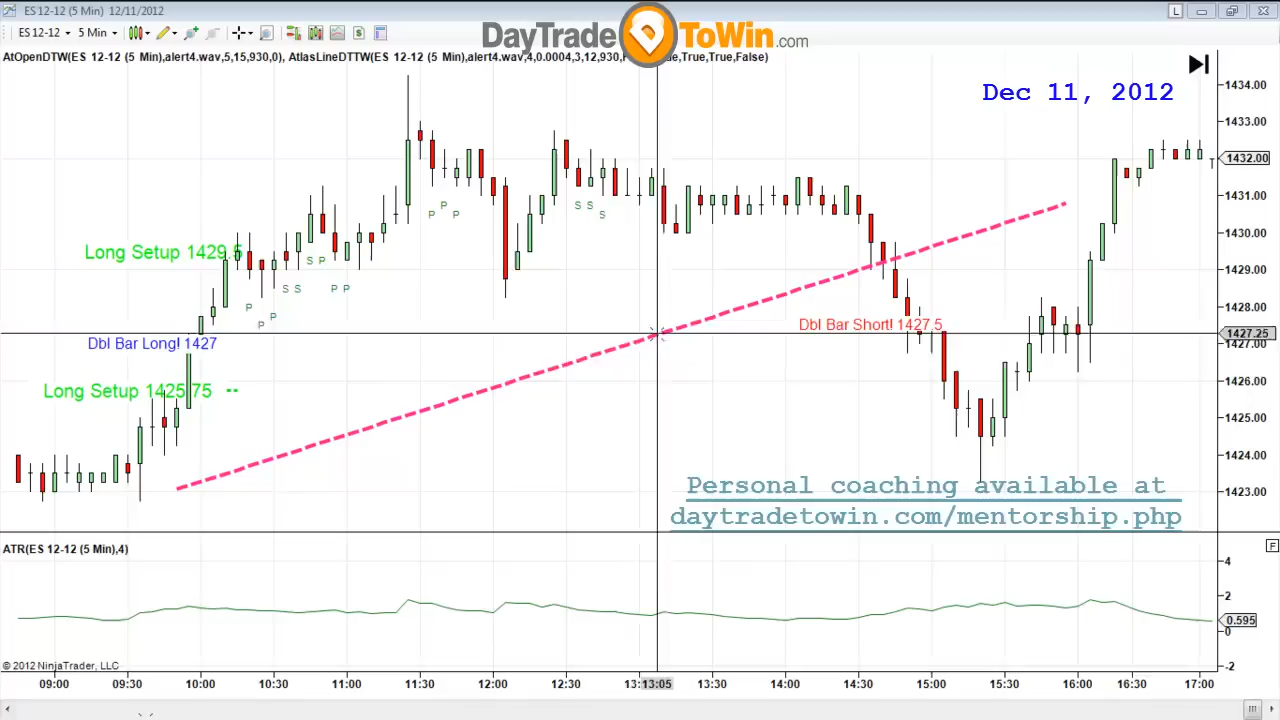 ES 12-12 (5 Min) 12/11/2012
L
ES 12-12 5 Min
DayTradeToWin.com
AtOpenDTW(ES 12-12 (5 Min),alert4.wav,5,15,930,0), AtlasLineDTTW(ES 12-12 (5 Min),alert4.wav,4,0.0004,3,12,930,
e,True,True,False)
Dec 11, 2012
1434.00
1433.00
1432.00
1431.00
1430.00
1429.00
1428.00
1427.25
1427.00
1426.00
1425.00
1424.00
1423.00
Long Setup 1429.5
Dbl Bar Long! 1427
Long Setup 1425.75 --
P P P
S S S
S P
S S P P
P P P
Dbl Bar Short! 1427.5
Personal coaching available at
daytradetowin.com/mentorship.php
ATR(ES 12-12 (5 Min),4)
F
4
2
0.595
0
-2
© 2012 NinjaTrader, LLC
09:00 09:30 10:00 10:30 11:00 11:30 12:00 12:30 13:05 13:30 14:00 14:30 15:00 15:30 16:00 16:30 17:00